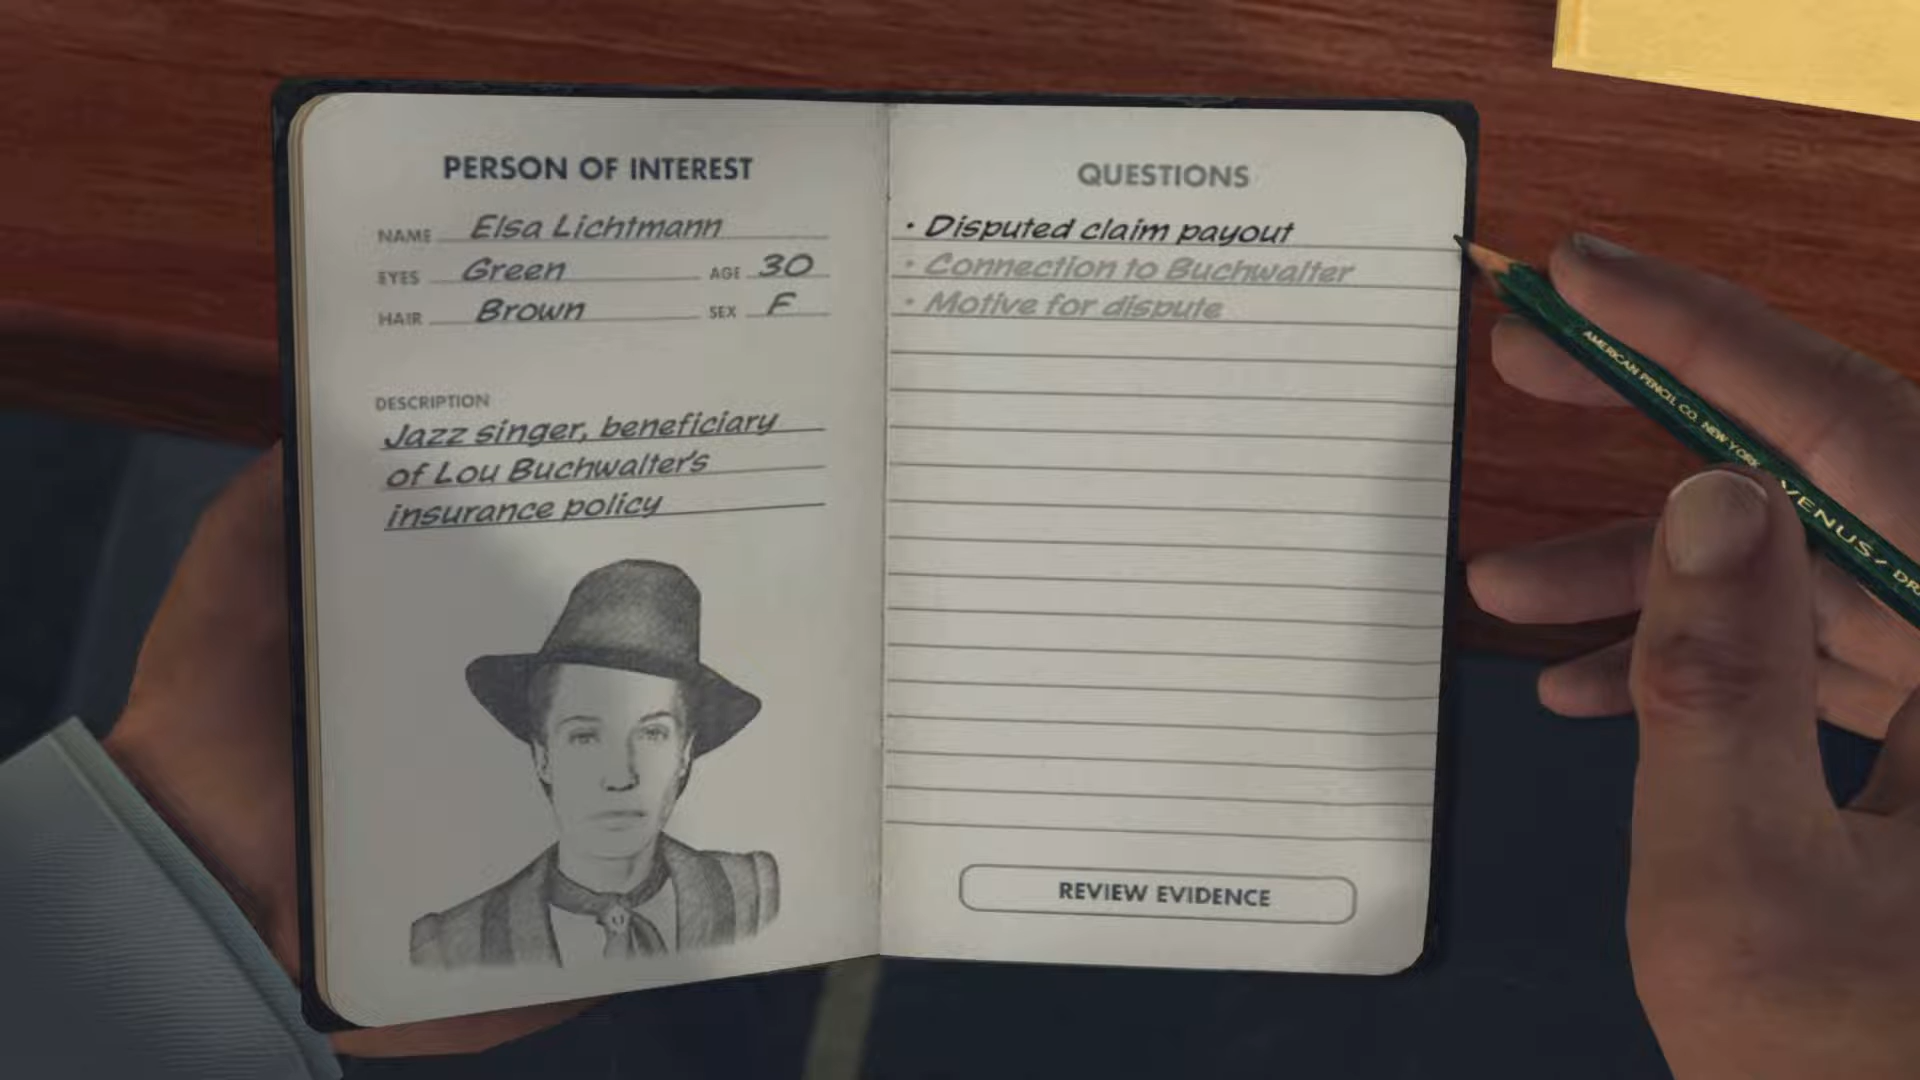 PERSON OF INTEREST
NAME Elsa Lichtmann
EYES Green AGE 30
HAIR Brown SEX F
DESCRIPTION
Jazz singer, beneficiary
of Lou Buchwalter's
insurance policy
QUESTIONS
• Disputed claim payout
• Connection to Buchwalter
• Motive for dispute
REVIEW EVIDENCE
AMERICAN PENCIL CO. NEW YORK VENUS/ DR